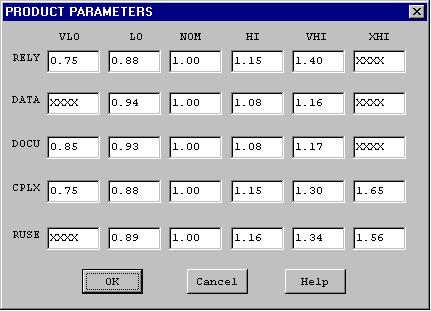 PRODUCT PARAMETERS
VLO LO NOM HI VHI XHI
RELY 0.75 0.88 1.00 1.15 1.40 XXXX
DATA XXXX 0.94 1.00 1.08 1.16 XXXX
DOCU 0.85 0.93 1.00 1.08 1.17 XXXX
CPLX 0.75 0.88 1.00 1.15 1.30 1.65
RUSE XXXX 0.89 1.00 1.16 1.34 1.56
OK Cancel Help